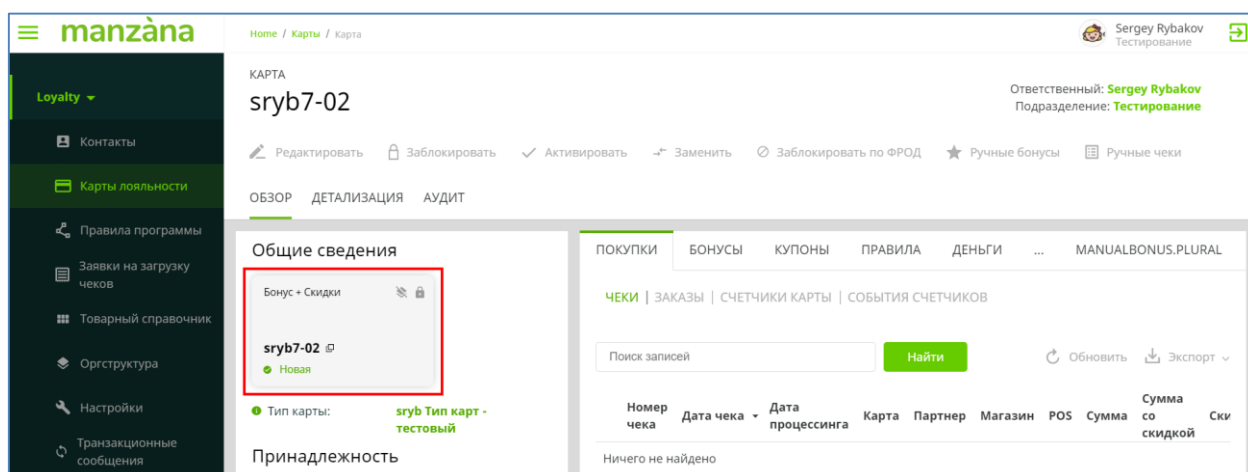 manzàna
Home / Карты / Карта
Sergey Rybakov
Тестирование
Loyalty
Контакты
Карты лояльности
Правила программы
Заявки на загрузку
чеков
Товарный справочник
Оргструктура
Настройки
Транзакционные
сообщения
КАРТА
sryb7-02
Ответственный: Sergey Rybakov
Подразделение: Тестирование
Редактировать Заблокировать Активировать Заменить Заблокировать по ФРОД Ручные бонусы Ручные чеки
ОБЗОР ДЕТАЛИЗАЦИЯ АУДИТ
Общие сведения
Бонус + Скидки
sryb7-02
Новая
Тип карты: sryb Тип карт -
тестовый
Принадлежность
ПОКУПКИ БОНУСЫ КУПОНЫ ПРАВИЛА ДЕНЬГИ ... MANUALBONUS.PLURAL
ЧЕКИ | ЗАКАЗЫ | СЧЕТЧИКИ КАРТЫ | СОБЫТИЯ СЧЕТЧИКОВ
Поиск записей Найти Обновить Экспорт
Номер
чека
Дата чека
Дата
процессинга
Карта Партнер Магазин POS Сумма
Сумма
со
скидкой
Ски
Ничего не найдено